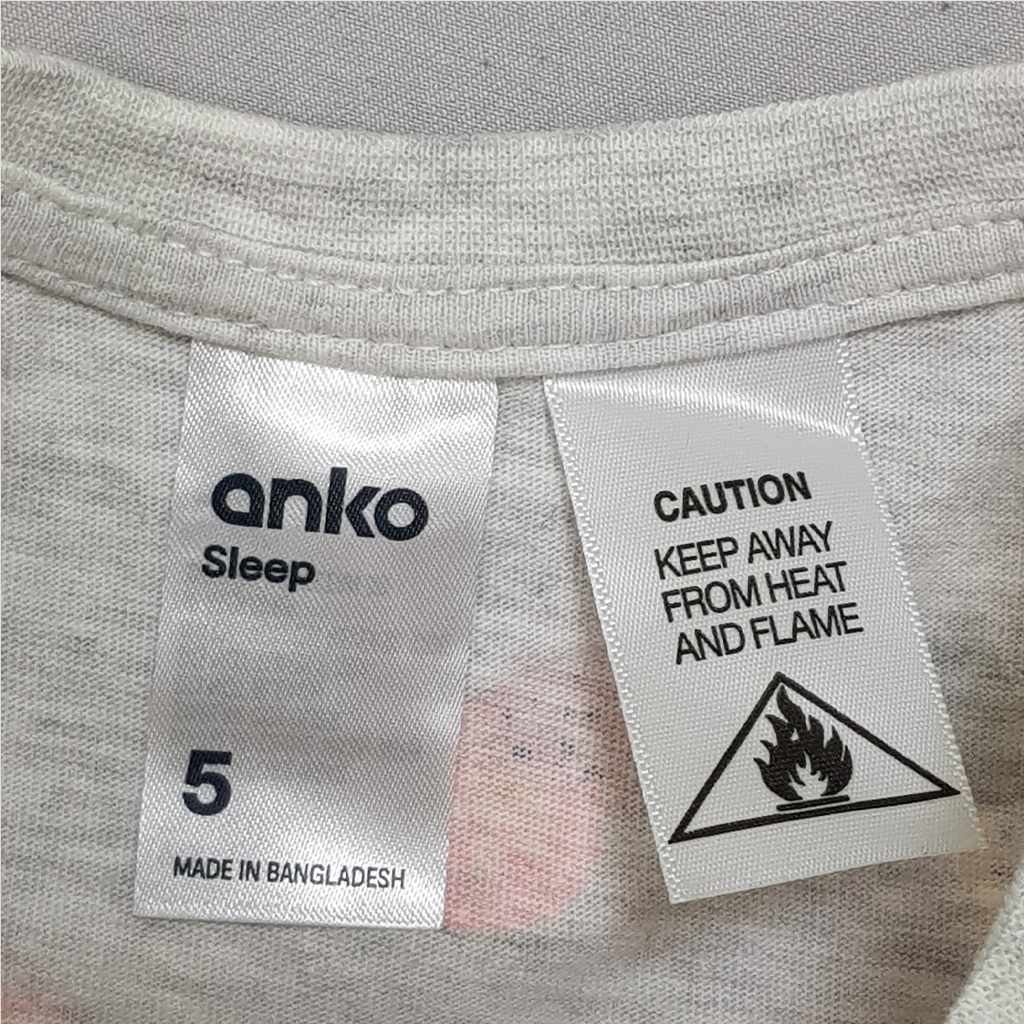 anko
Sleep
5
MADE IN BANGLADESH
CAUTION
KEEP AWAY
FROM HEAT
AND FLAME